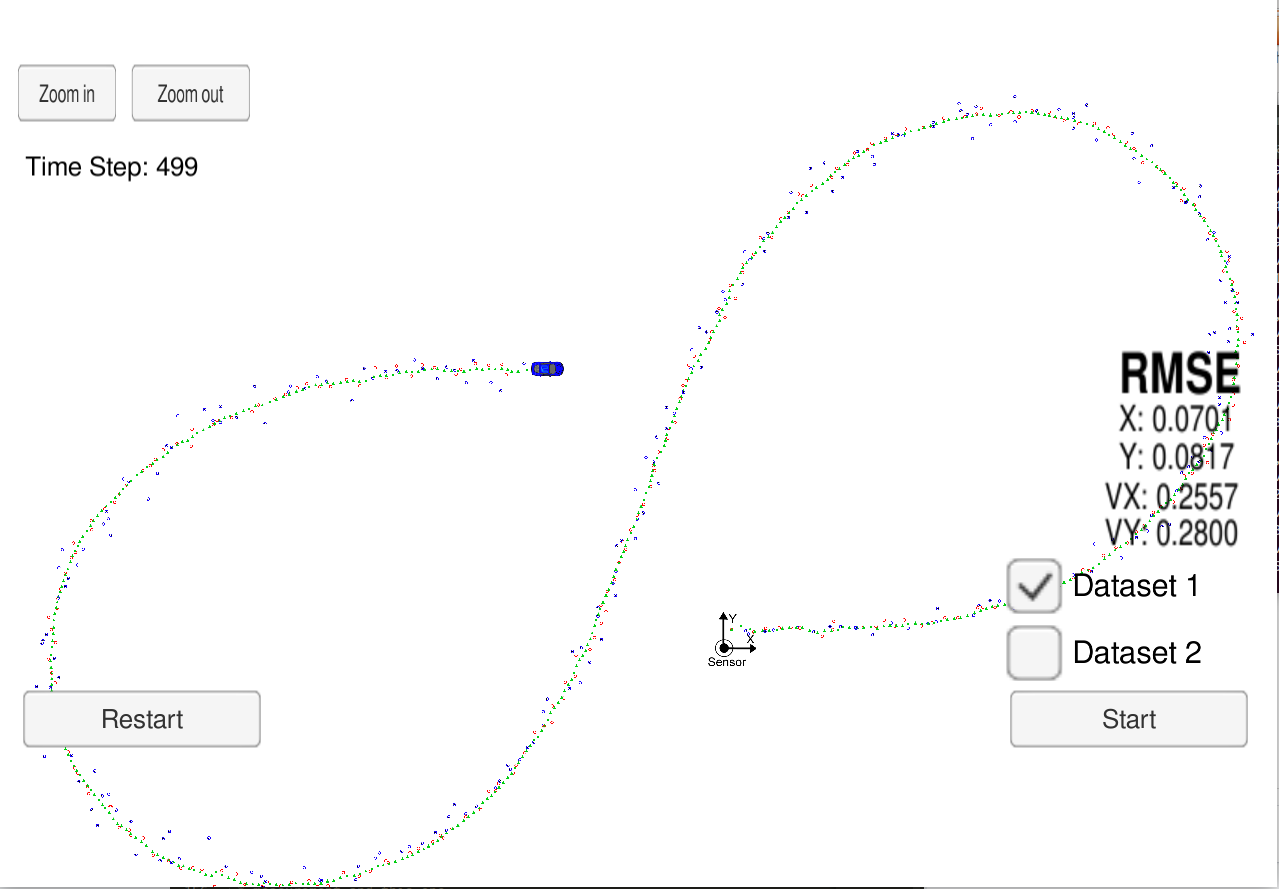 Zoom in
Zoom out
Time Step: 499
RMSE
X: 0.0701
Y: 0.0817
VX: 0.2557
VY: 0.2800
Dataset 1
Y
X
Sensor
Dataset 2
Restart
Start